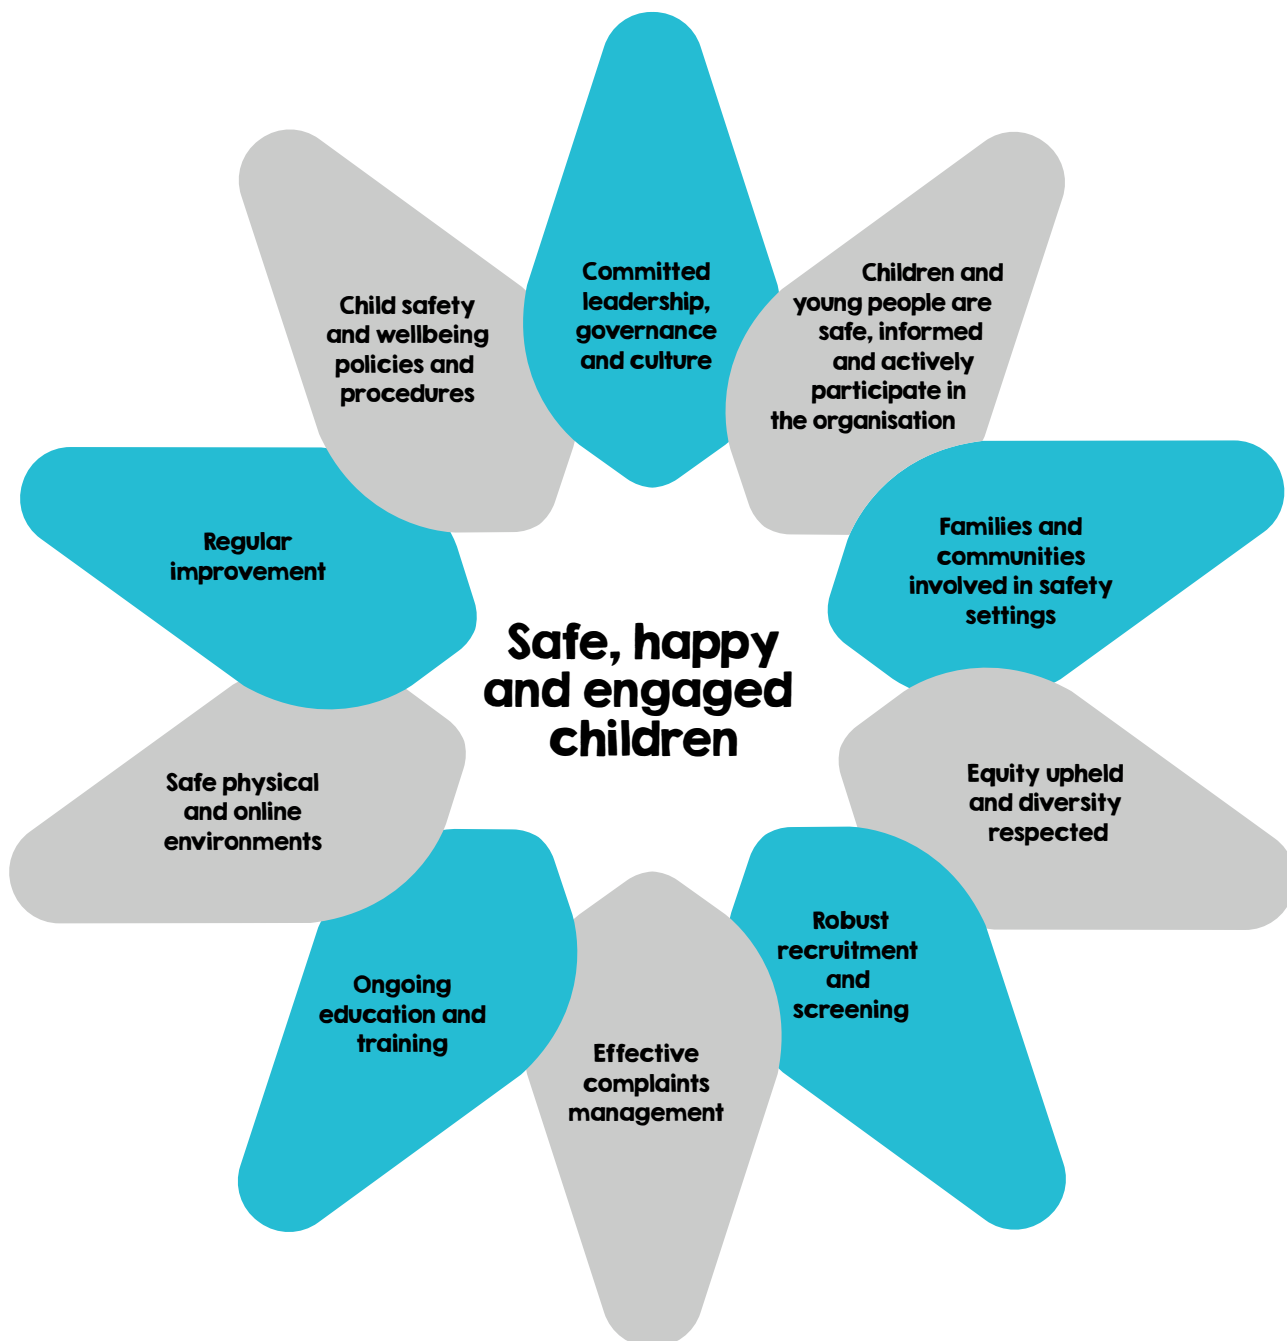 Committed
leadership,
governance
and culture
Children and
young people are
safe, informed
and actively
participate in
the organisation
Families and
communities
involved in safety
settings
Equity upheld
and diversity
respected
Robust
recruitment
and
screening
Effective
complaints
management
Ongoing
education and
training
Safe physical
and online
environments
Regular
improvement
Child safety
and wellbeing
policies and
procedures
Safe, happy
and engaged
children